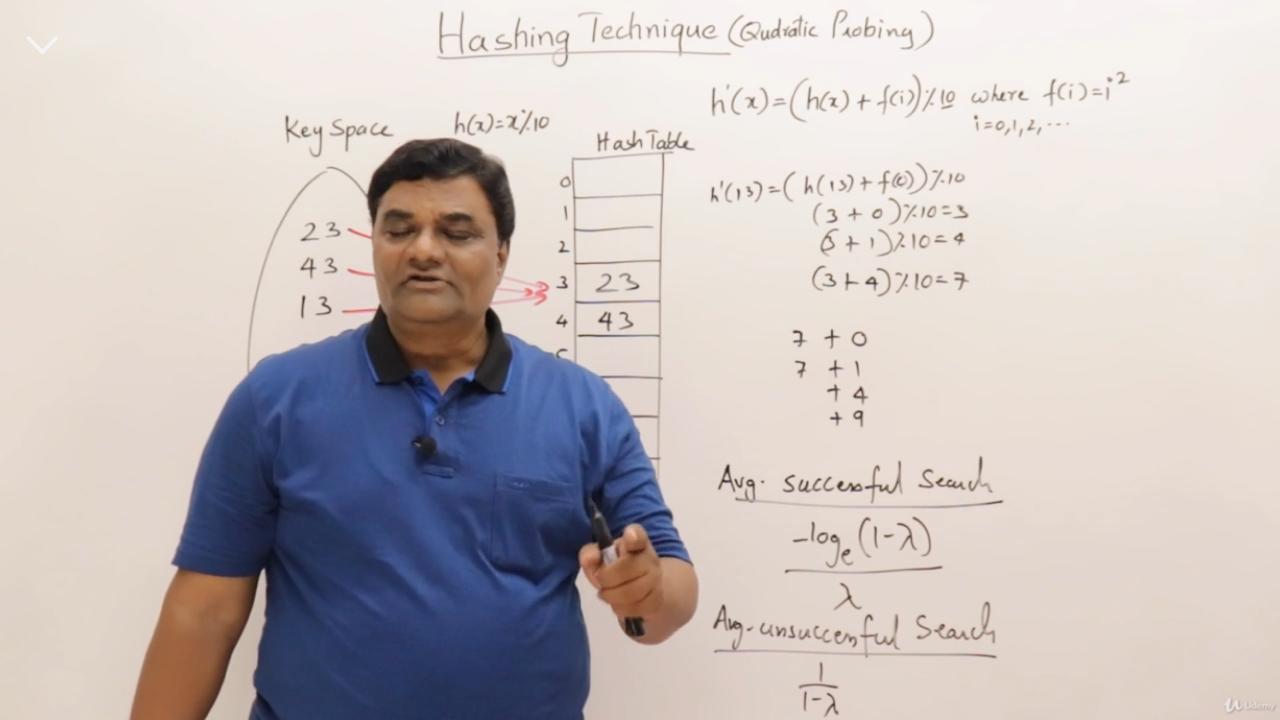 Hashing Technique (Qudratic Probing)
h'(x)=(h(x)+f(i))%10 where f(i)=i²
i=0,1,2,...
Key Space
h(x)=x%10
Hash Table
0
1
2
3 23
4 43
23
43
13
h'(13)=(h(13)+f(0))%10
(3+0)%10=3
(3+1)%10=4
(3+4)%10=7
7 +0
7 +1
+4
+9
Avg. successful Search
-logₑ(1-λ)
λ
Avg. unsuccessful Search
1
1-λ
Udemy